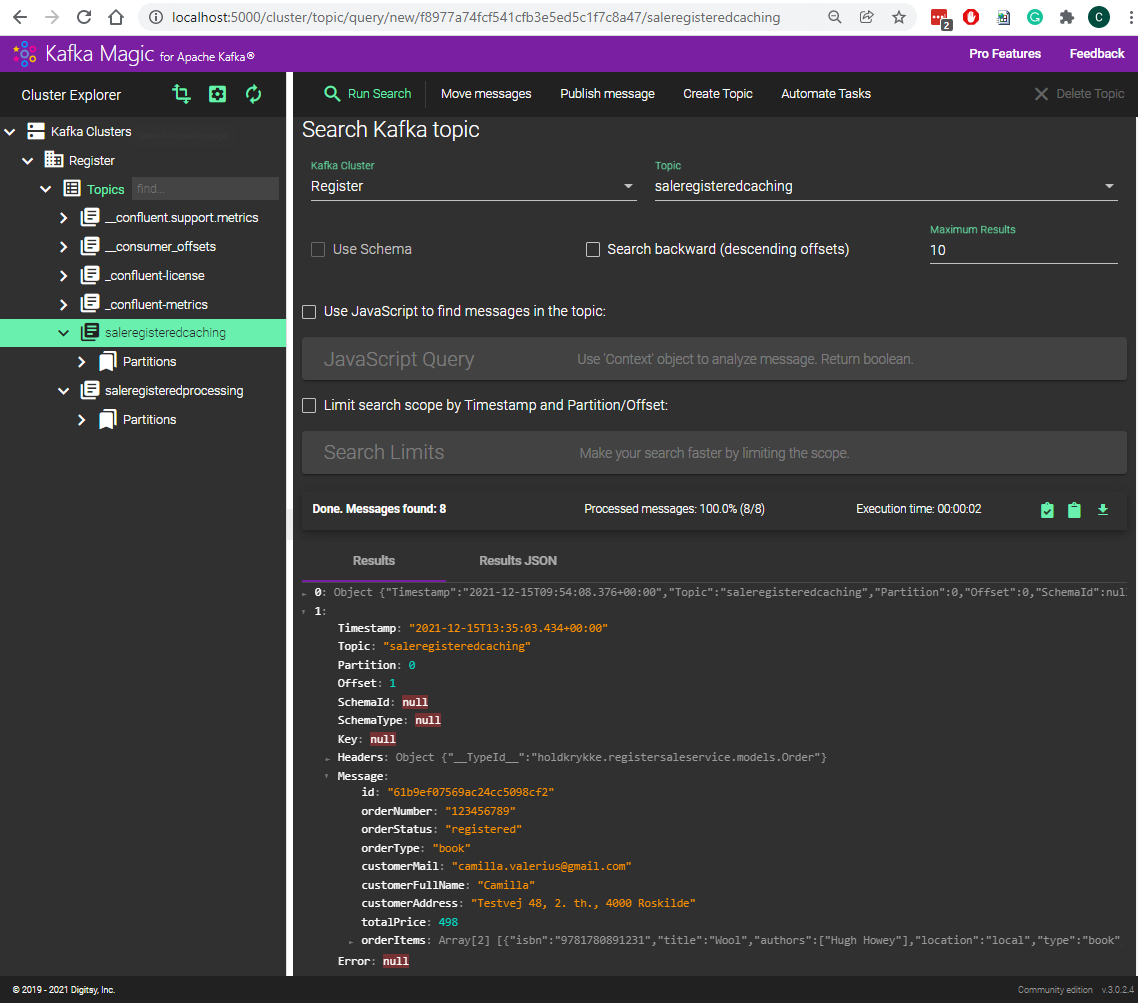 localhost:5000/cluster/topic/query/new/f8977a74fcf541cfb3e5ed5c1f7c8a47/saleregisteredcaching
2
C
Kafka Magic for Apache Kafka®
Pro Features Feedback
Cluster Explorer
Run Search Move messages Publish message Create Topic Automate Tasks Delete Topic
Kafka Clusters
Register
Topics find...
__confluent.support.metrics
__consumer_offsets
_confluent-license
_confluent-metrics
saleregisteredcaching
Partitions
saleregisteredprocessing
Partitions
Search Kafka topic
Kafka Cluster Topic
Register saleregisteredcaching
Maximum Results
Use Schema Search backward (descending offsets) 10
Use JavaScript to find messages in the topic:
JavaScript Query Use 'Context' object to analyze message. Return boolean.
Limit search scope by Timestamp and Partition/Offset:
Search Limits Make your search faster by limiting the scope.
Done. Messages found: 8 Processed messages: 100.0% (8/8) Execution time: 00:00:02
Results Results JSON
0: Object {"Timestamp":"2021-12-15T09:54:08.376+00:00","Topic":"saleregisteredcaching","Partition":0,"Offset":0,"SchemaId":null
1:
Timestamp: "2021-12-15T13:35:03.434+00:00"
Topic: "saleregisteredcaching"
Partition: 0
Offset: 1
SchemaId: null
SchemaType: null
Key: null
Headers: Object {"__TypeId__":"holdkrykke.registersaleservice.models.Order"}
Message:
id: "61b9ef07569ac24cc5098cf2"
orderNumber: "123456789"
orderStatus: "registered"
orderType: "book"
customerMail: "camilla.valerius@gmail.com"
customerFullName: "Camilla"
customerAddress: "Testvej 48, 2. th., 4000 Roskilde"
totalPrice: 498
orderItems: Array[2] [{"isbn":"9781780891231","title":"Wool","authors":["Hugh Howey"],"location":"local","type":"book"
Error: null
© 2019 - 2021 Digitsy, Inc.
Community edition v.3.0.2.4